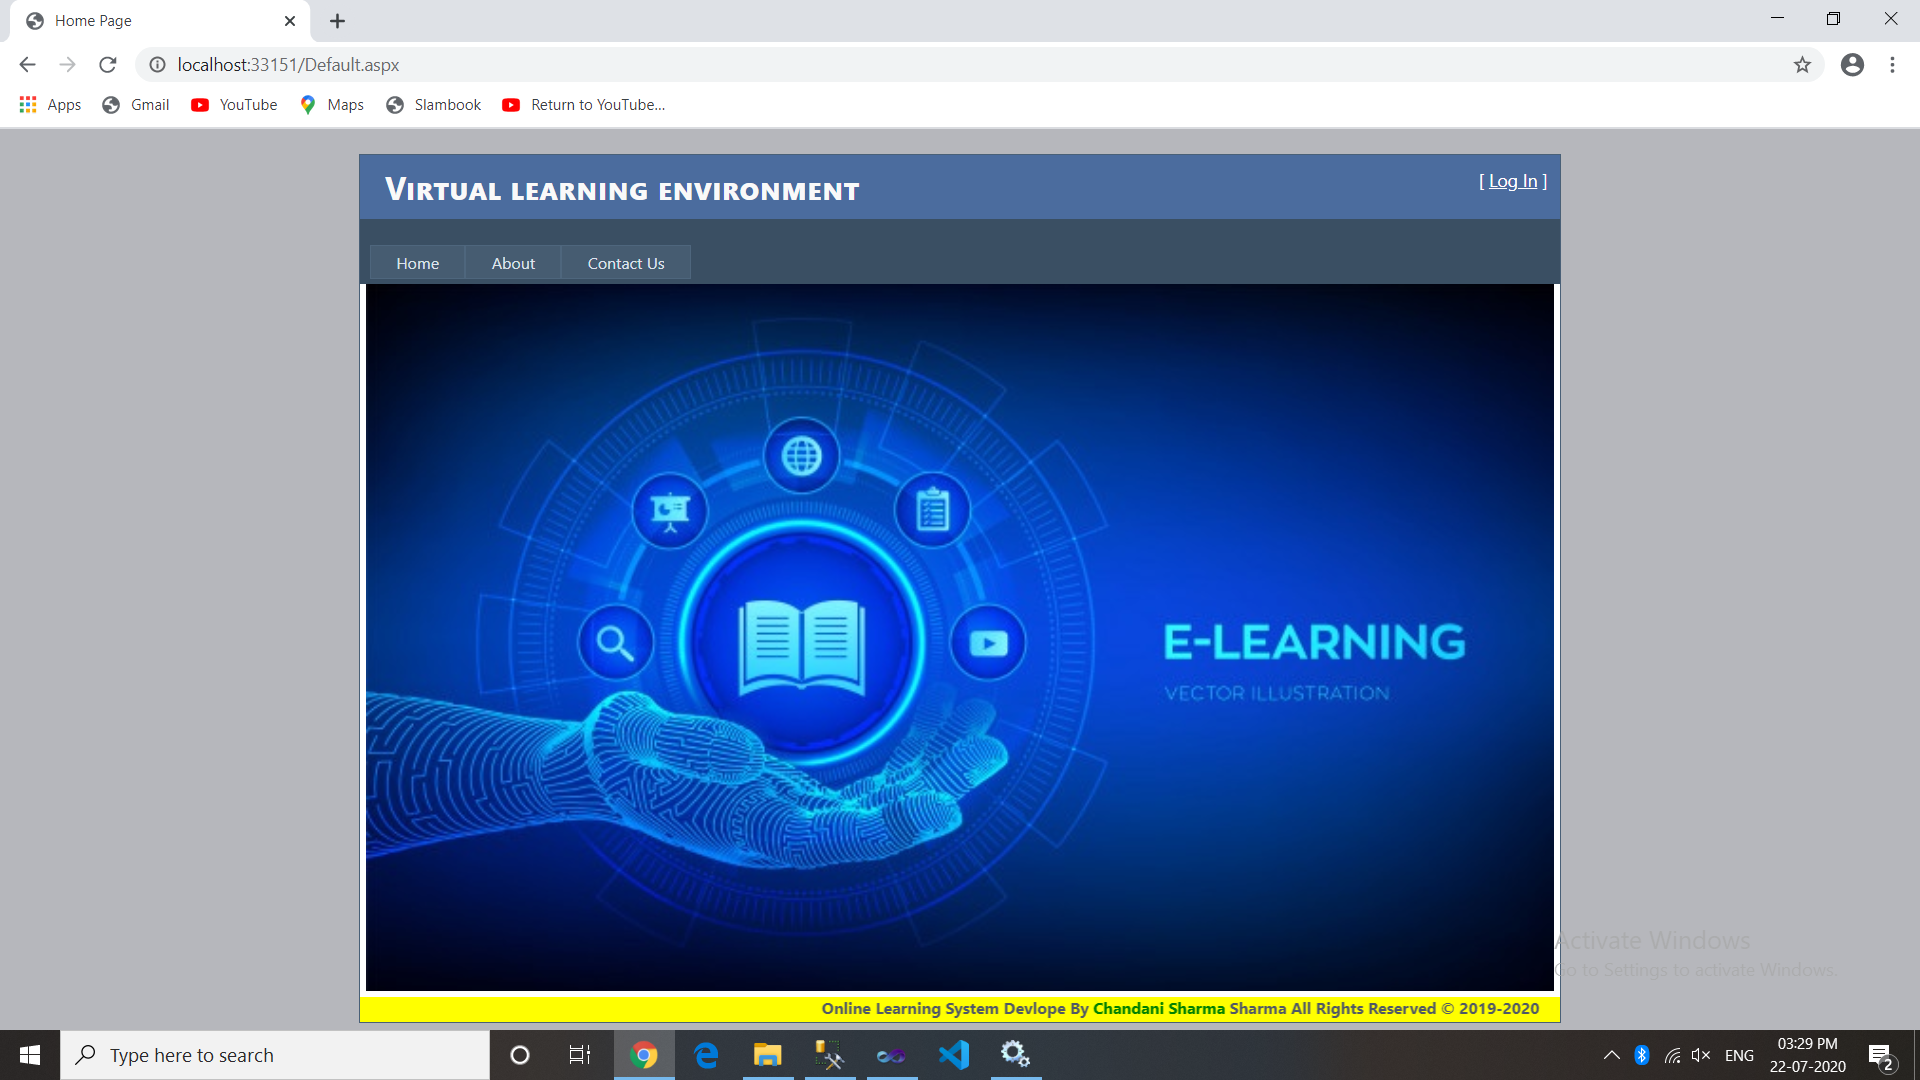 Home Page
localhost:33151/Default.aspx
Apps Gmail YouTube Maps Slambook Return to YouTube...
Virtual learning environment
[ Log In ]
Home About Contact Us
E-LEARNING
VECTOR ILLUSTRATION
Activate Windows
Go to Settings to activate Windows.
Online Learning System Devlope By Chandani Sharma Sharma All Rights Reserved © 2019-2020
Type here to search
ENG
03:29 PM
22-07-2020
2